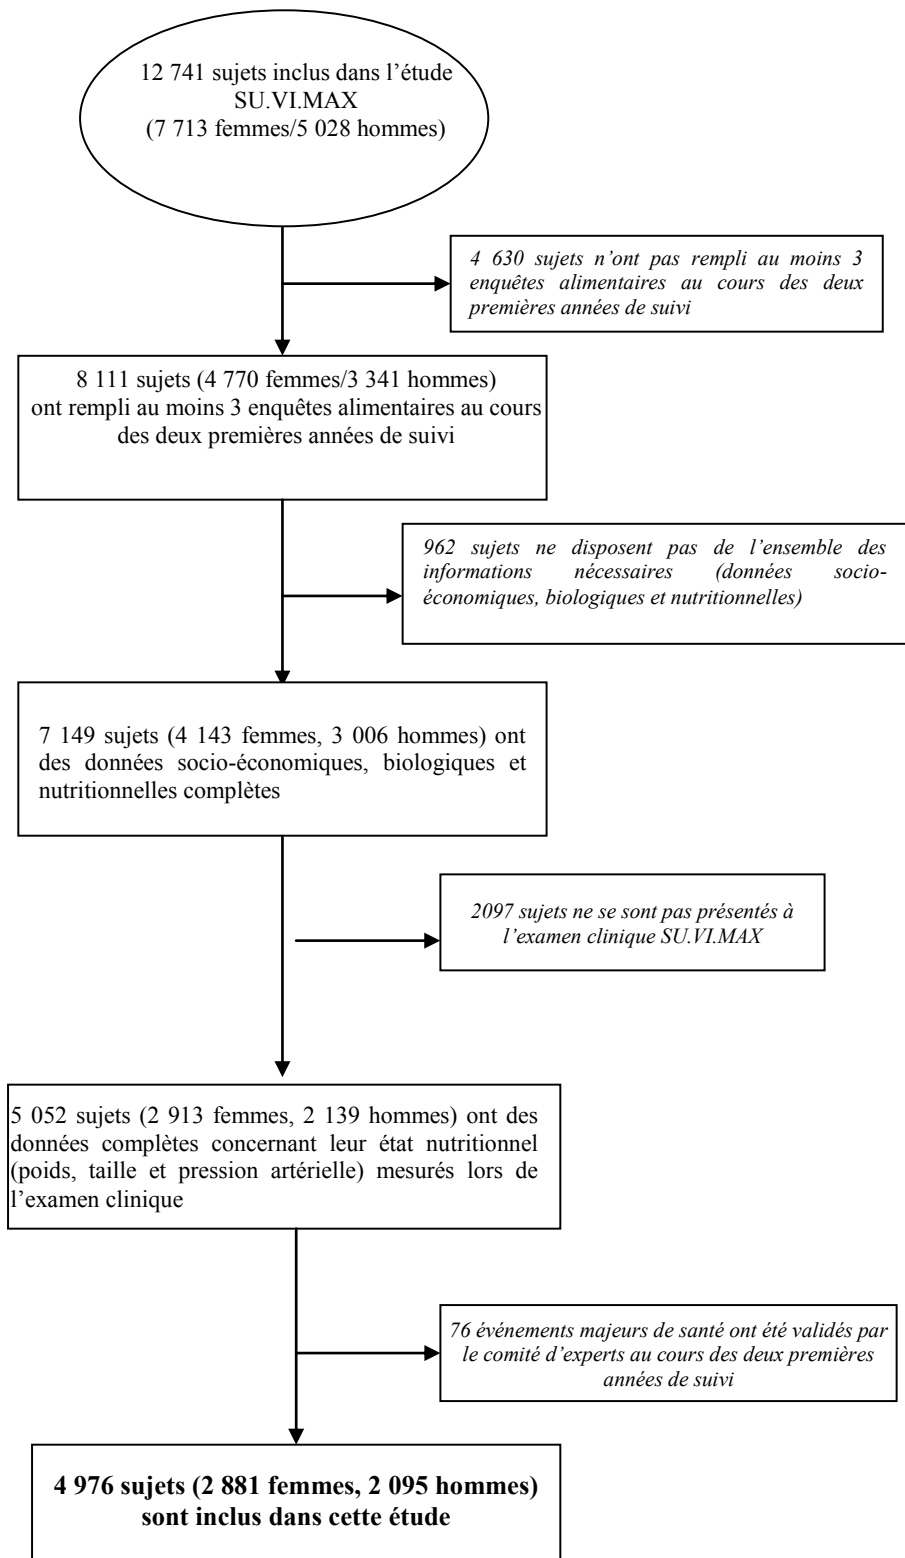 12 741 sujets inclus dans l’étude
SU.VI.MAX
(7 713 femmes/5 028 hommes)
4 630 sujets n’ont pas rempli au moins 3
enquêtes alimentaires au cours des deux
premières années de suivi
8 111 sujets (4 770 femmes/3 341 hommes)
ont rempli au moins 3 enquêtes alimentaires au cours
des deux premières années de suivi
962 sujets ne disposent pas de l’ensemble des
informations nécessaires (données socio-
économiques, biologiques et nutritionnelles)
7 149 sujets (4 143 femmes, 3 006 hommes) ont
des données socio-économiques, biologiques et
nutritionnelles complètes
2097 sujets ne se sont pas présentés à
l’examen clinique SU.VI.MAX
5 052 sujets (2 913 femmes, 2 139 hommes) ont des
données complètes concernant leur état nutritionnel
(poids, taille et pression artérielle) mesurés lors de
l’examen clinique
76 événements majeurs de santé ont été validés par
le comité d’experts au cours des deux premières
années de suivi
4 976 sujets (2 881 femmes, 2 095 hommes)
sont inclus dans cette étude